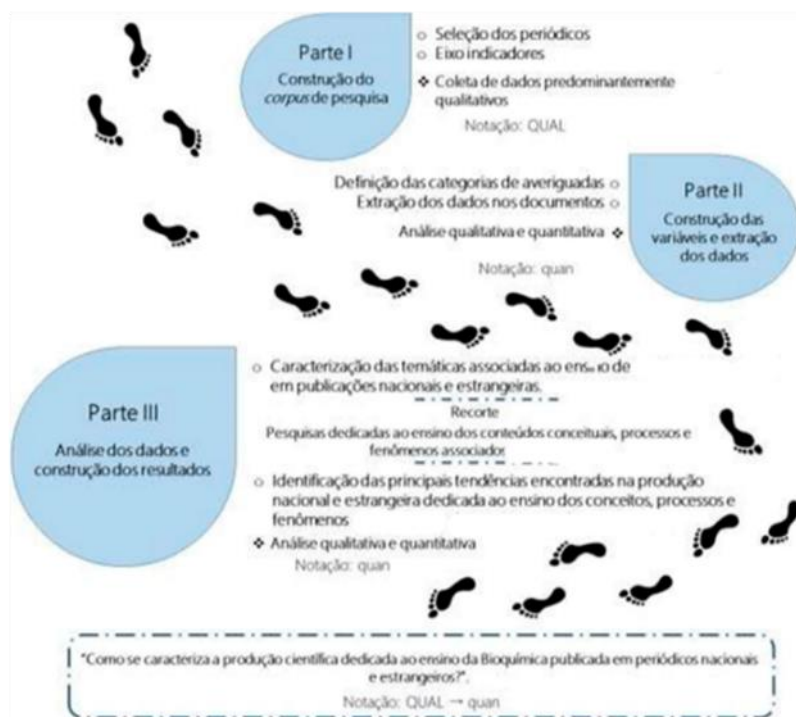 Parte I
Construção do
corpus de pesquisa
o Seleção dos periódicos
o Eixo indicadores
❖ Coleta de dados predominantemente
qualitativos
Notação: QUAL
Definição das categorias de averiguadas o
Extração dos dados nos documentos o
Análise qualitativa e quantitativa ❖
Notação: quan
Parte II
Construção das
variáveis e extração
dos dados
Parte III
Análise dos dados e
construção dos resultados
o Caracterização das temáticas associadas ao ensino de
em publicações nacionais e estrangeiras.
Recorte
Pesquisas dedicadas ao ensino dos conteúdos conceituais, processos e
fenômenos associados
o Identificação das principais tendências encontradas na produção
nacional e estrangeira dedicada ao ensino dos conceitos, processos e
fenômenos
❖ Análise qualitativa e quantitativa
Notação: quan
"Como se caracteriza a produção científica dedicada ao ensino da Bioquímica publicada em periódicos nacionais
e estrangeiros?".
Notação: QUAL → quan